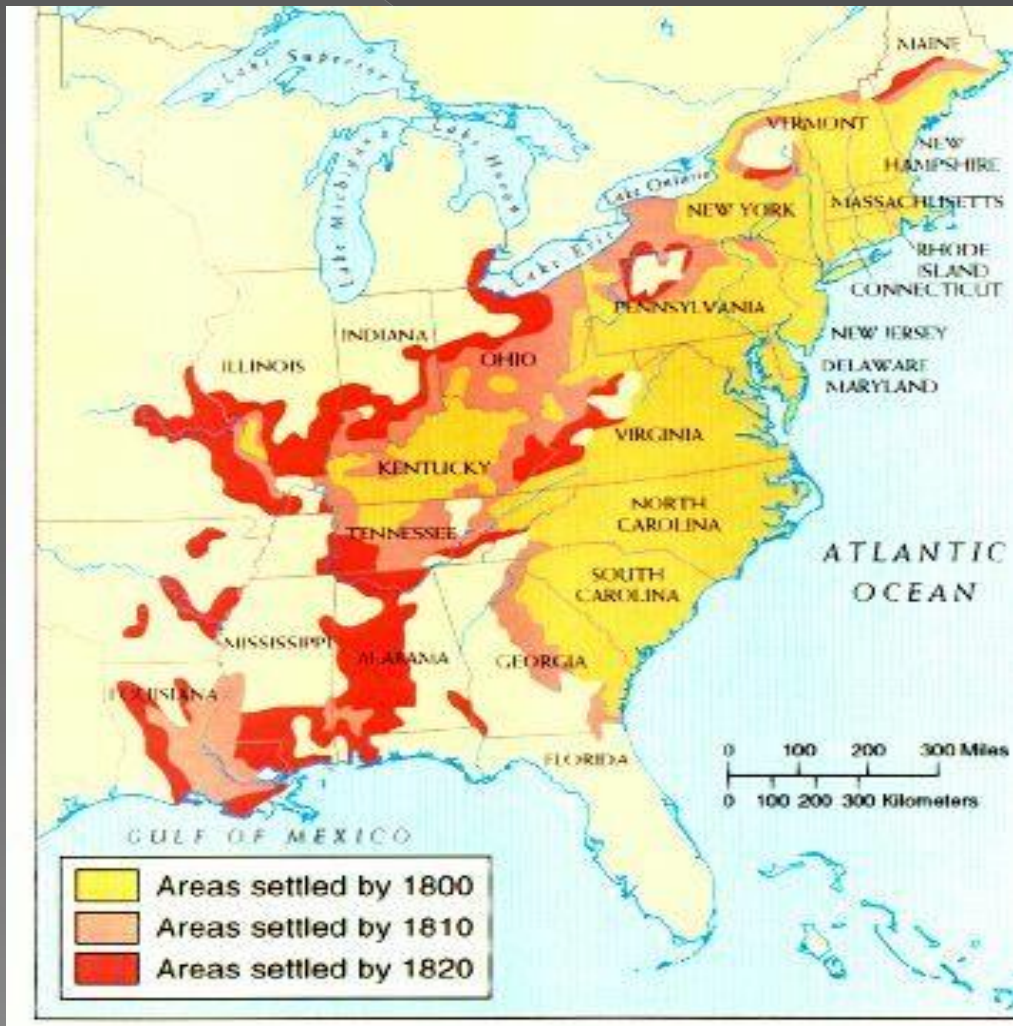 MAINE
Lake Superior
VERMONT
Lake Huron
NEW
HAMPSHIRE
Lake Michigan
Lake Ontario
MASSACHUSETTS
NEW YORK
Lake Erie
RHODE
ISLAND
CONNECTICUT
PENNSYLVANIA
INDIANA
NEW JERSEY
ILLINOIS
OHIO
DELAWARE
MARYLAND
VIRGINIA
KENTUCKY
NORTH
CAROLINA
TENNESSEE
ATLANTIC
OCEAN
SOUTH
CAROLINA
MISSISSIPPI
ALABAMA
GEORGIA
LOUISIANA
FLORIDA
0 100 200 300 Miles
0 100 200 300 Kilometers
GULF OF MEXICO
Areas settled by 1800
Areas settled by 1810
Areas settled by 1820